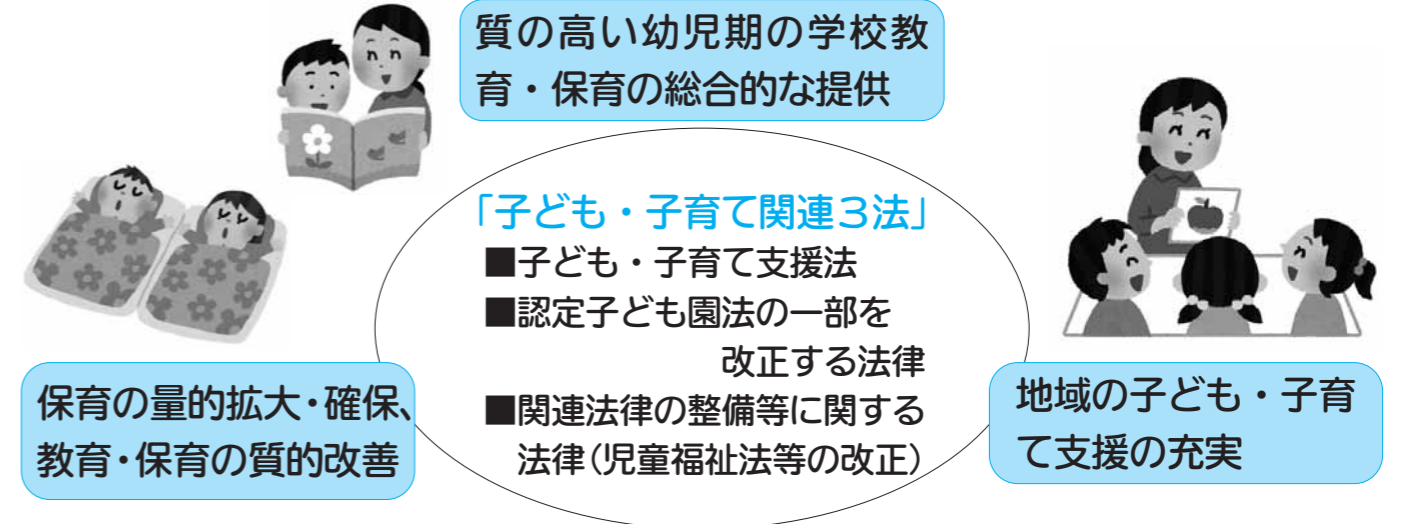 質の高い幼児期の学校教
育・保育の総合的な提供
「子ども・子育て関連３法」
■子ども・子育て支援法
■認定子ども園法の一部を
改正する法律
■関連法律の整備等に関する
法律（児童福祉法等の改正）
保育の量的拡大・確保、
教育・保育の質的改善
地域の子ども・子育
て支援の充実